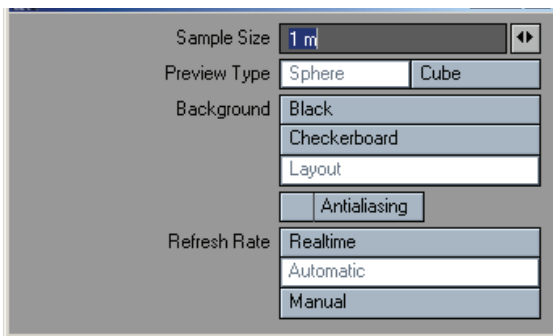 Sample Size 1 m
Preview Type Sphere Cube
Background Black
Checkerboard
Layout
Antialiasing
Refresh Rate Realtime
Automatic
Manual